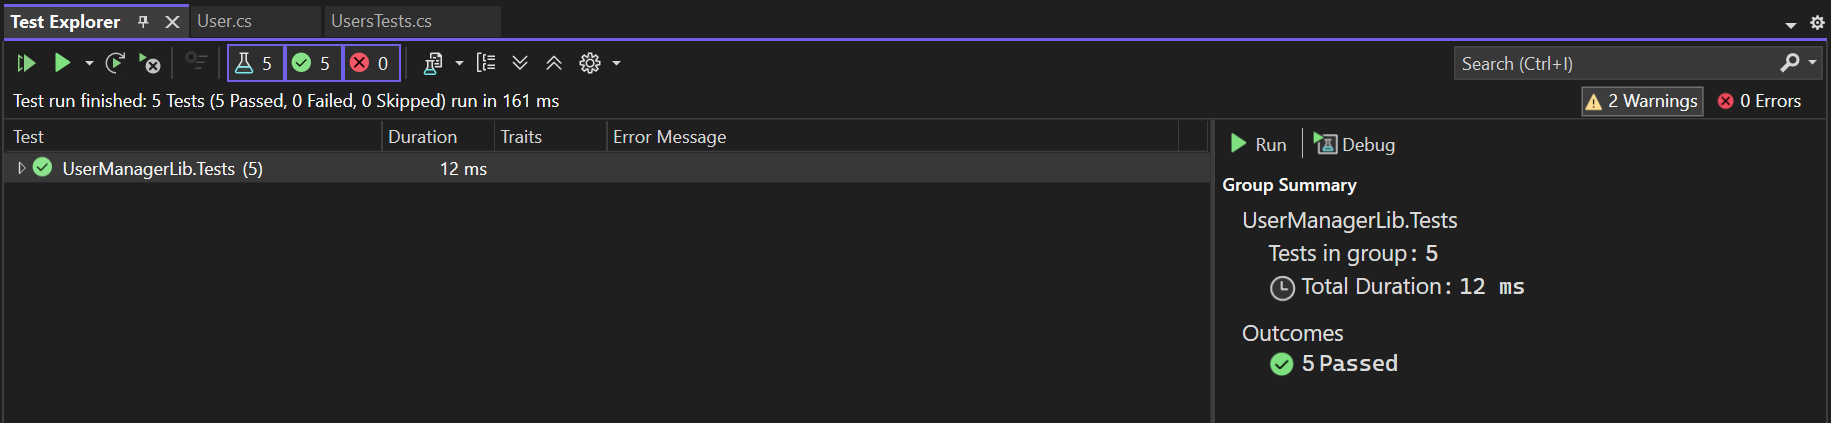 Test Explorer User.cs UsersTests.cs
5 5 0 Search (Ctrl+I)
Test run finished: 5 Tests (5 Passed, 0 Failed, 0 Skipped) run in 161 ms 2 Warnings 0 Errors
Test Duration Traits Error Message
UserManagerLib.Tests (5) 12 ms
Run Debug
Group Summary
UserManagerLib.Tests
Tests in group: 5
Total Duration: 12 ms
Outcomes
5 Passed